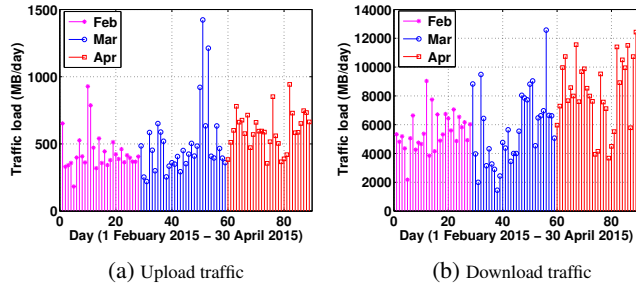 1500
1000
500
0
Traffic load (MB/day)
Feb
Mar
Apr
0 20 40 60 80
Day (1 Febuary 2015 − 30 April 2015)
(a) Upload traffic
14000
12000
10000
8000
6000
4000
2000
0
Traffic load (MB/day)
Feb
Mar
Apr
0 20 40 60 80
Day (1 Febuary 2015 − 30 April 2015)
(b) Download traffic